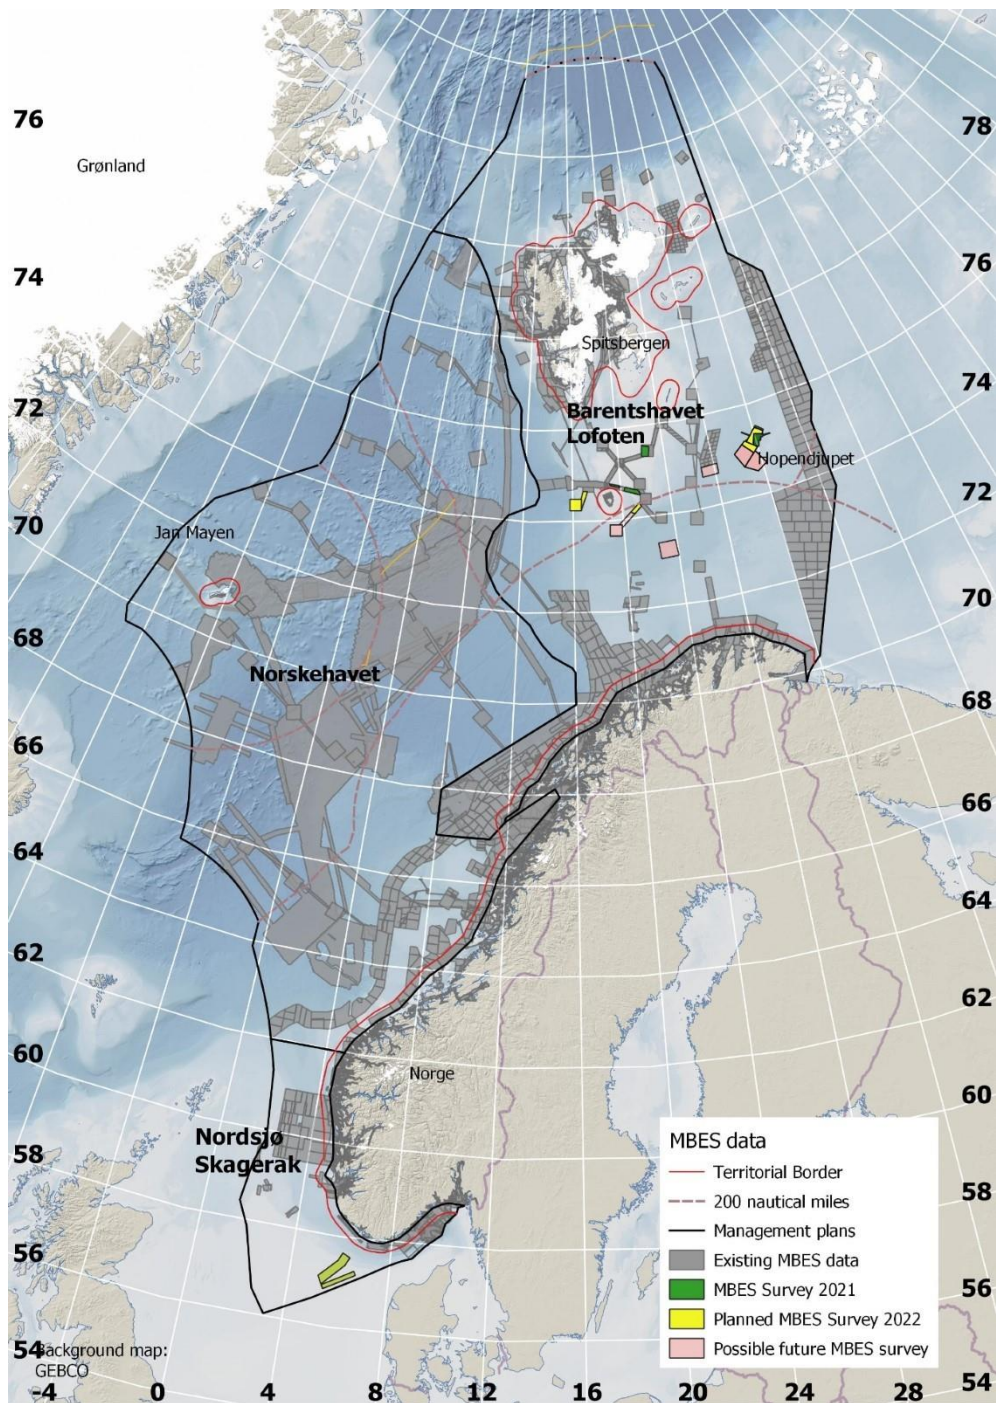 76
78
Grønland
76
74
Spitsbergen
74
72
Barentshavet
Lofoten
Hopendjupet
72
70
Jan Mayen
70
68
Norskehavet
68
66
66
64
64
62
62
60
Norge
60
Nordsjø
Skagerak
58
58
56
56
MBES data
Territorial Border
200 nautical miles
Management plans
Existing MBES data
MBES Survey 2021
Planned MBES Survey 2022
Possible future MBES survey
54
Background map:
GEBCO
54
-4
0
4
8
12
16
20
24
28